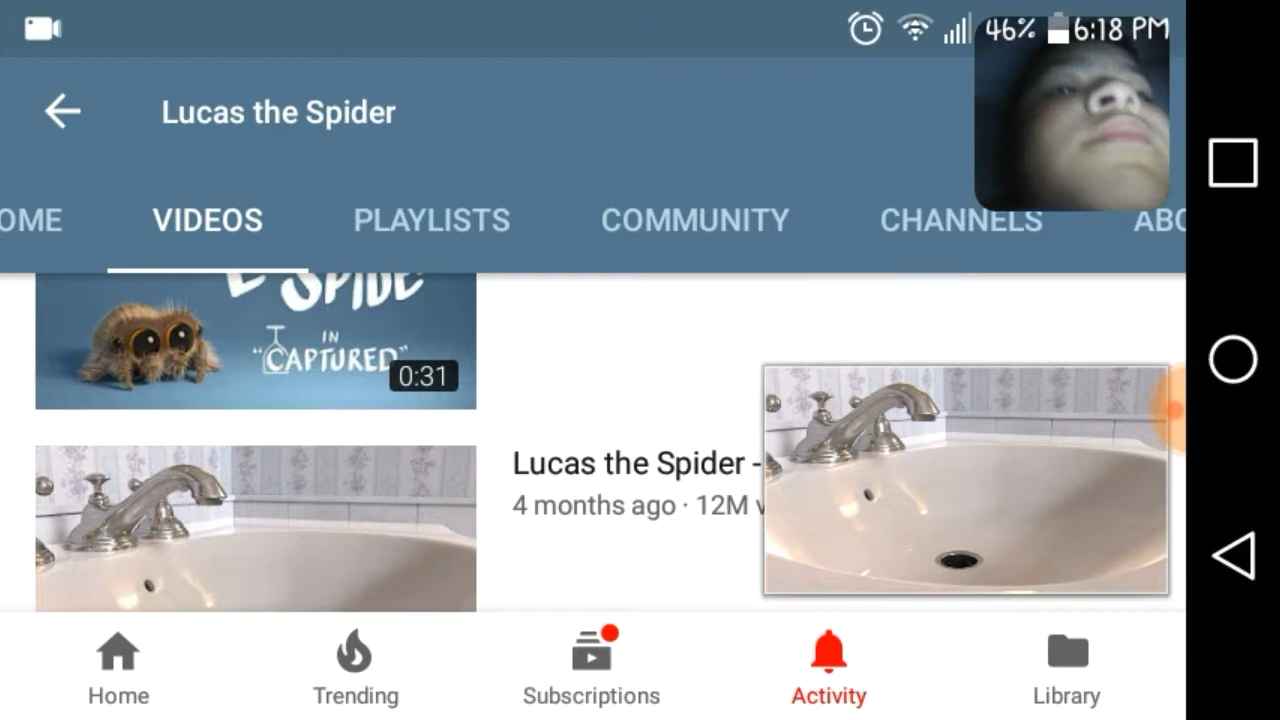 46% 6:18 PM
Lucas the Spider
OME VIDEOS PLAYLISTS COMMUNITY CHANNELS ABO
SPIDE
IN
"CAPTURED"
0:31
Lucas the Spider -
4 months ago · 12M v
Home Trending Subscriptions Activity Library